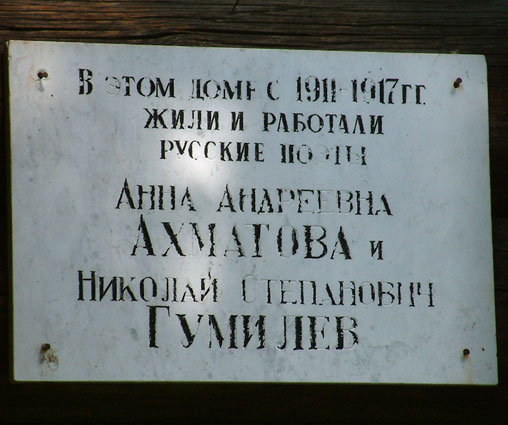 В ЭТОМ ДОМЕ С 1911-1917 ГГ.
ЖИЛИ И РАБОТАЛИ
РУССКИЕ ПОЭТЫ
АННА АНДРЕЕВНА
АХМАТОВА И
НИКОЛАЙ СТЕПАНОВИЧ
ГУМИЛЕВ